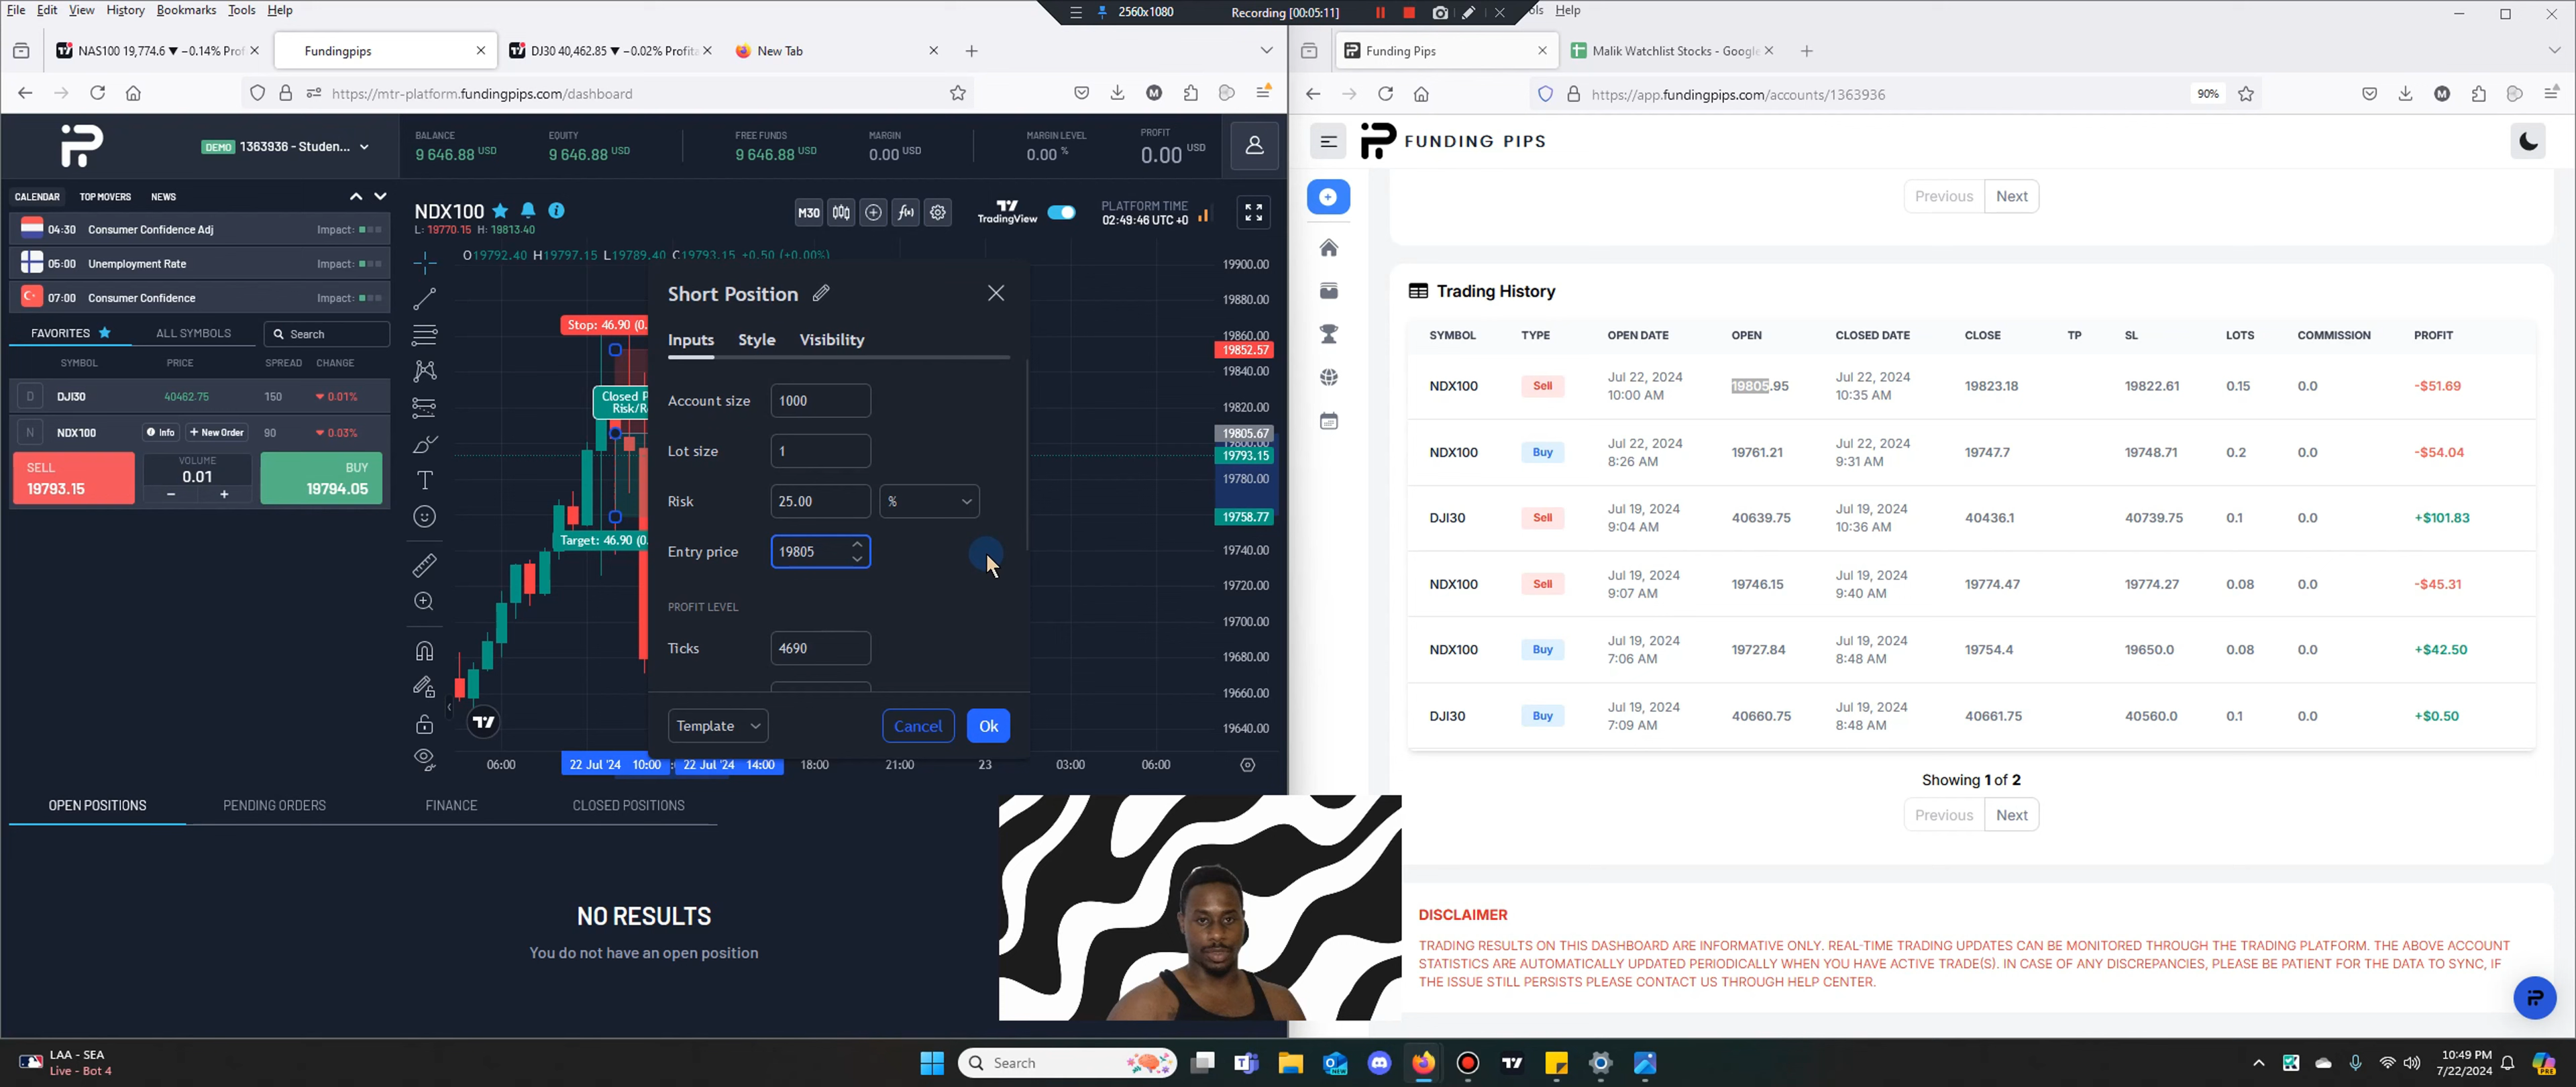 File Edit View History Bookmarks Tools Help
2560x1080 Recording [00:05:11]
ols Help
NAS100 19,774.6 ▼ −0.14% Prof
Fundingpips
DJ30 40,462.85 ▼ −0.02% Profita
New Tab
Funding Pips
Malik Watchlist Stocks - Google
https://mtr-platform.fundingpips.com/dashboard
https://app.fundingpips.com/accounts/1363936
90%
DEMO 1363936 - Studen...
BALANCE
9 646.88 USD
EQUITY
9 646.88 USD
FREE FUNDS
9 646.88 USD
MARGIN
0.00 USD
MARGIN LEVEL
0.00 %
PROFIT
0.00 USD
CALENDAR TOP MOVERS NEWS
04:30 Consumer Confidence Adj Impact:
05:00 Unemployment Rate Impact:
07:00 Consumer Confidence Impact:
FAVORITES ALL SYMBOLS Search
SYMBOL PRICE SPREAD CHANGE
D DJI30 40462.75 150 ▼ 0.01%
N NDX100 Info + New Order 90 ▼ 0.03%
SELL
19793.15
VOLUME
0.01
− +
BUY
19794.05
NDX100
L: 19770.15 H: 19813.40
M30
TradingView
PLATFORM TIME
02:49:46 UTC +0
O19792.40 H19797.15 L19789.40 C19793.15 +0.50 (+0.00%)
Stop: 46.90 (0.
Closed P
Risk/R
Target: 46.90 (0.
Short Position
Inputs Style Visibility
Account size 1000
Lot size 1
Risk 25.00 %
Entry price 19805
PROFIT LEVEL
Ticks 4690
Template Cancel Ok
19900.00
19880.00
19860.00
19852.57
19840.00
19820.00
19805.67
19800.00
19793.15
19780.00
19758.77
19740.00
19720.00
19700.00
19680.00
19660.00
19640.00
06:00 22 Jul '24 10:00 22 Jul '24 14:00 18:00 21:00 23 03:00 06:00
OPEN POSITIONS PENDING ORDERS FINANCE CLOSED POSITIONS
NO RESULTS
You do not have an open position
FUNDING PIPS
Previous Next
Trading History
SYMBOL TYPE OPEN DATE OPEN CLOSED DATE CLOSE TP SL LOTS COMMISSION PROFIT
NDX100 Sell Jul 22, 2024 10:00 AM 19805.95 Jul 22, 2024 10:35 AM 19823.18 19822.61 0.15 0.0 -$51.69
NDX100 Buy Jul 22, 2024 8:26 AM 19761.21 Jul 22, 2024 9:31 AM 19747.7 19748.71 0.2 0.0 -$54.04
DJI30 Sell Jul 19, 2024 9:04 AM 40639.75 Jul 19, 2024 10:36 AM 40436.1 40739.75 0.1 0.0 +$101.83
NDX100 Sell Jul 19, 2024 9:07 AM 19746.15 Jul 19, 2024 9:40 AM 19774.47 19774.27 0.08 0.0 -$45.31
NDX100 Buy Jul 19, 2024 7:06 AM 19727.84 Jul 19, 2024 8:48 AM 19754.4 19650.0 0.08 0.0 +$42.50
DJI30 Buy Jul 19, 2024 7:09 AM 40660.75 Jul 19, 2024 8:48 AM 40661.75 40560.0 0.1 0.0 +$0.50
Showing 1 of 2
Previous Next
DISCLAIMER
TRADING RESULTS ON THIS DASHBOARD ARE INFORMATIVE ONLY. REAL-TIME TRADING UPDATES CAN BE MONITORED THROUGH THE TRADING PLATFORM. THE ABOVE ACCOUNT
STATISTICS ARE AUTOMATICALLY UPDATED PERIODICALLY WHEN YOU HAVE ACTIVE TRADE(S). IN CASE OF ANY DISCREPANCIES, PLEASE BE PATIENT FOR THE DATA TO SYNC, IF
THE ISSUE STILL PERSISTS PLEASE CONTACT US THROUGH HELP CENTER.
LAA - SEA
Live - Bot 4
Search
10:49 PM
7/22/2024